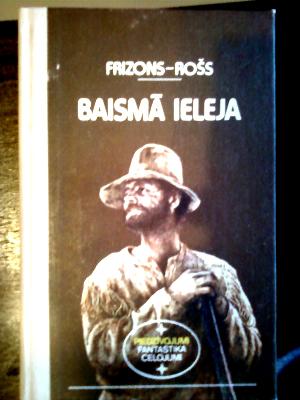 FRIZONS-ROŠS
BAISMĀ IELEJA
PIEDZĪVOJUMI
FANTASTIKA
CEĻOJUMI